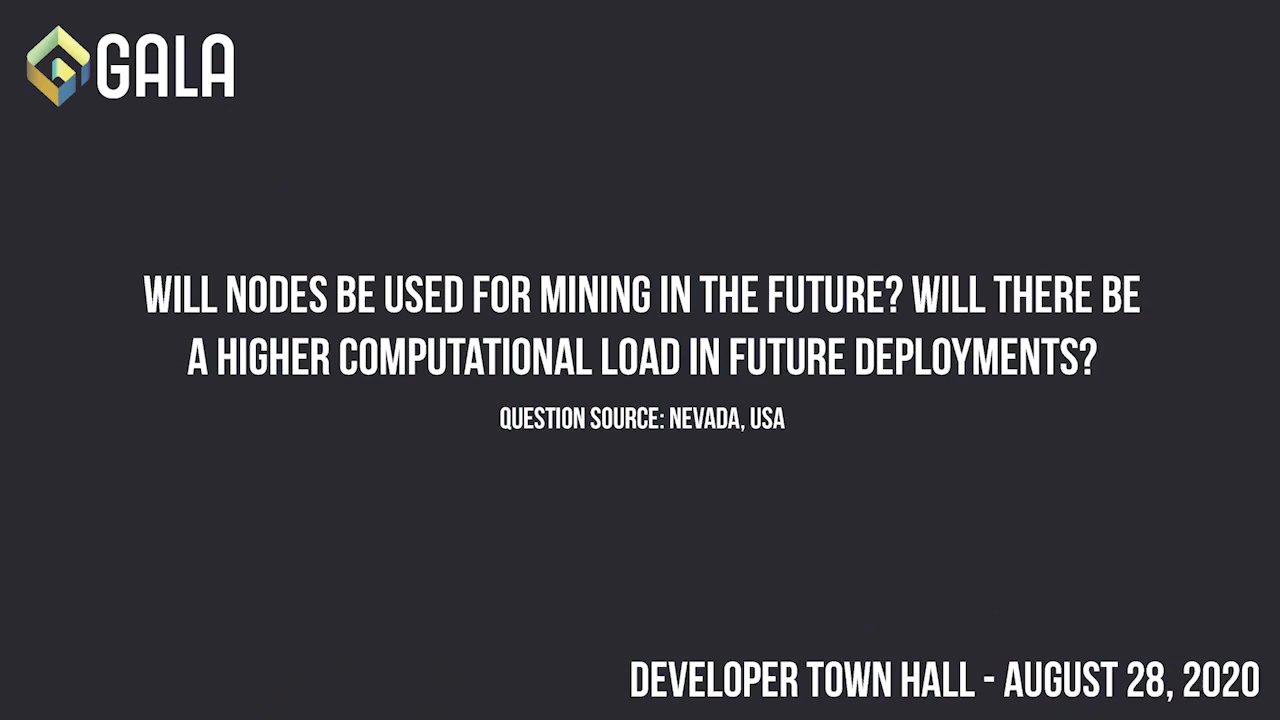 GALA
WILL NODES BE USED FOR MINING IN THE FUTURE? WILL THERE BE
A HIGHER COMPUTATIONAL LOAD IN FUTURE DEPLOYMENTS?
QUESTION SOURCE: NEVADA, USA
DEVELOPER TOWN HALL - AUGUST 28, 2020